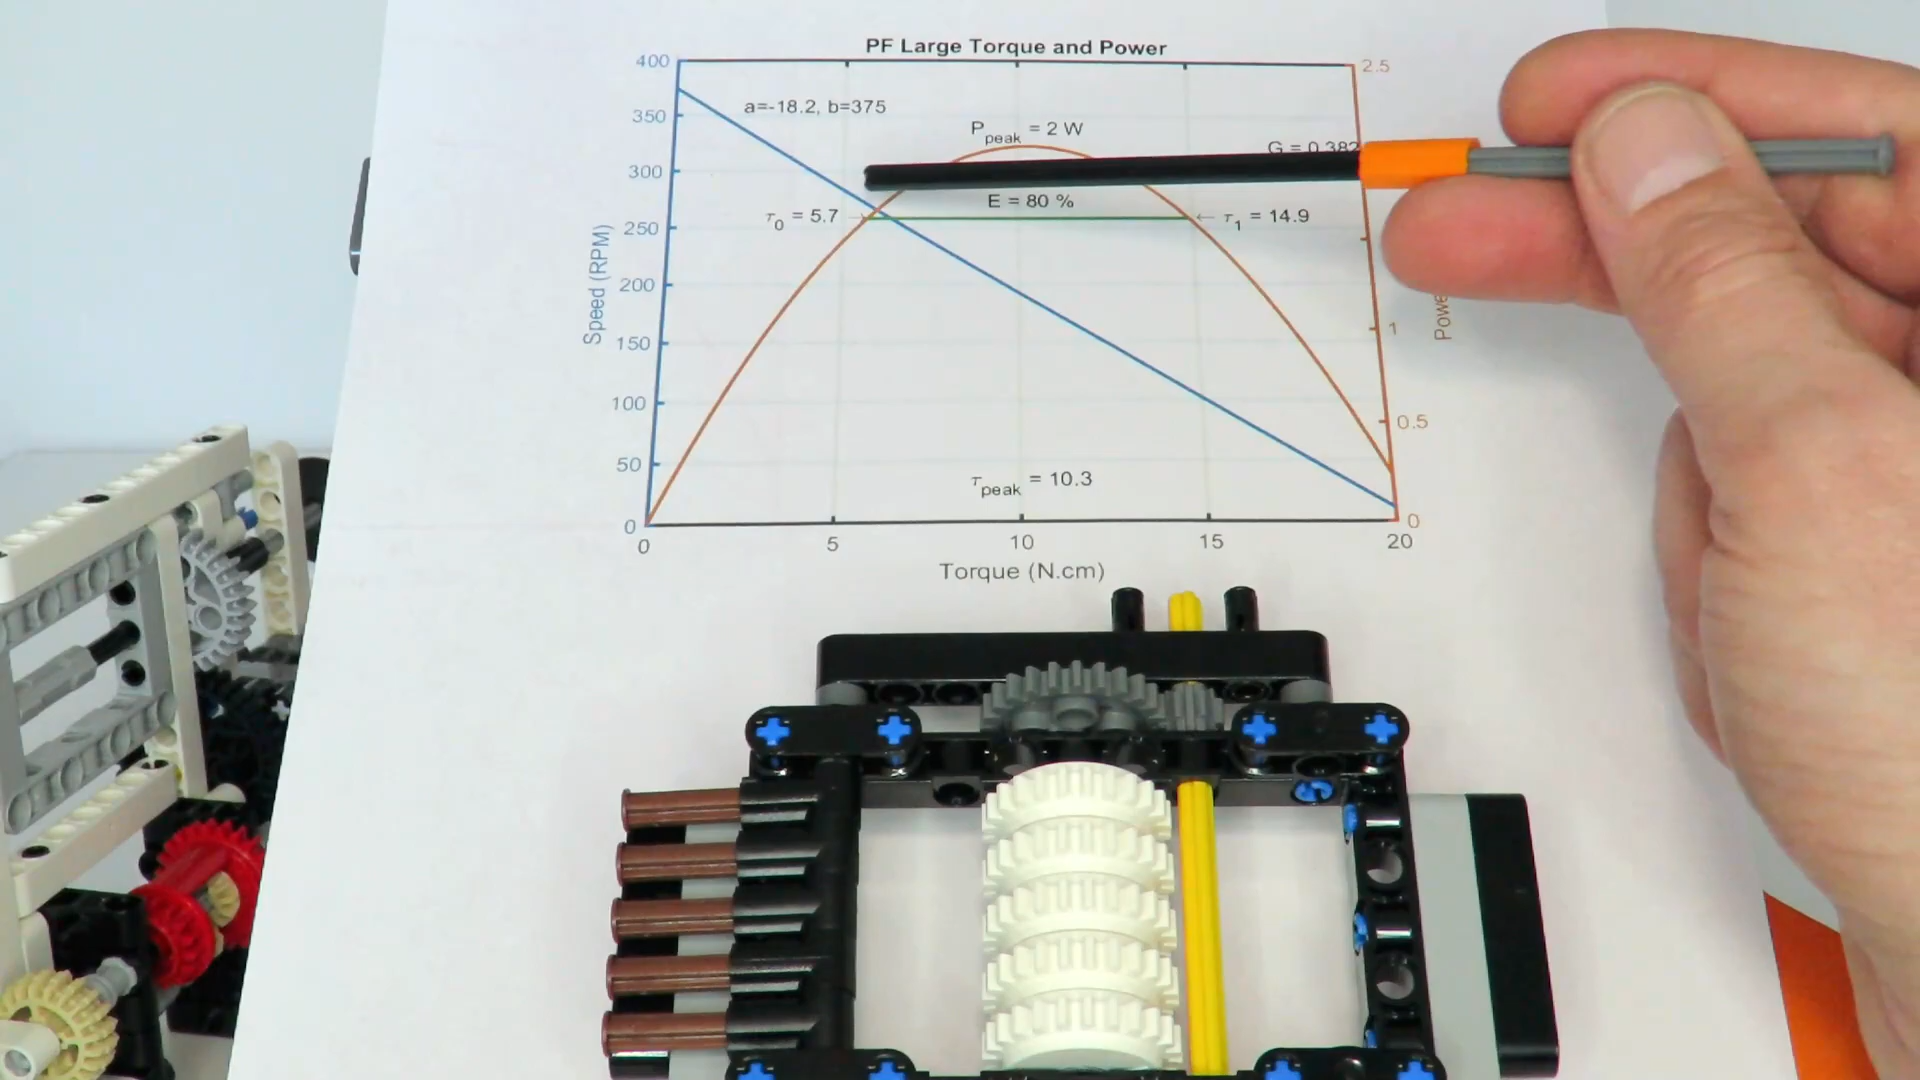 PF Large Torque and Power
400
350
300
250
200
150
100
50
0
Speed (RPM)
a=-18.2, b=375
P_peak = 2 W
G = 0.382
E = 80 %
τ_0 = 5.7
τ_1 = 14.9
τ_peak = 10.3
2.5
1
0.5
0
0 5 10 15 20
Torque (N.cm)